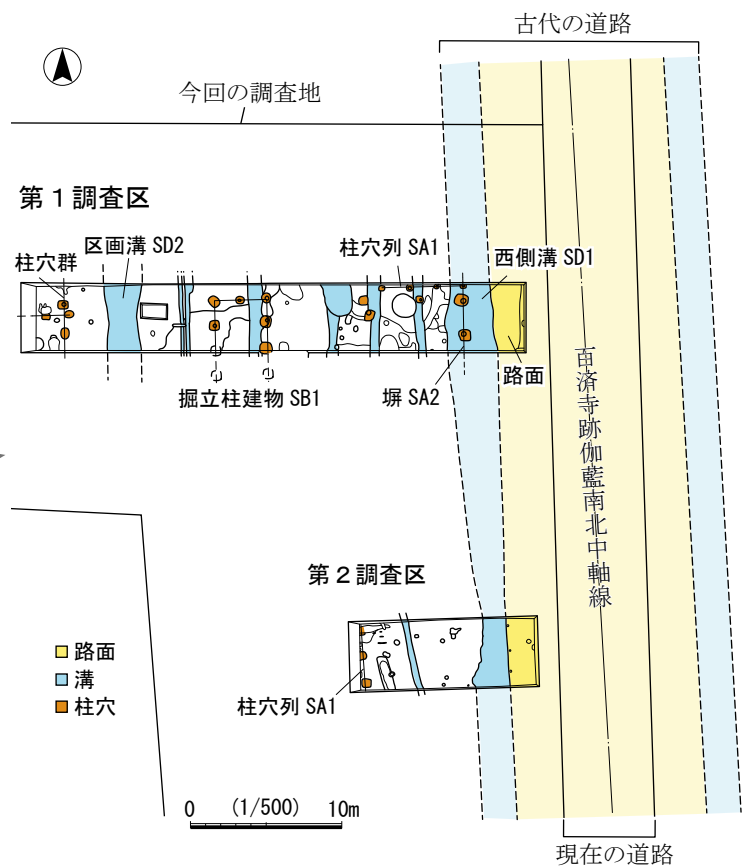 古代の道路
今回の調査地
第1調査区
区画溝 SD2
柱穴列 SA1
西側溝 SD1
柱穴群
掘立柱建物 SB1
塀 SA2
路面
百済寺跡伽藍南北中軸線
第2調査区
路面
溝
柱穴
柱穴列 SA1
0 (1/500) 10m
現在の道路